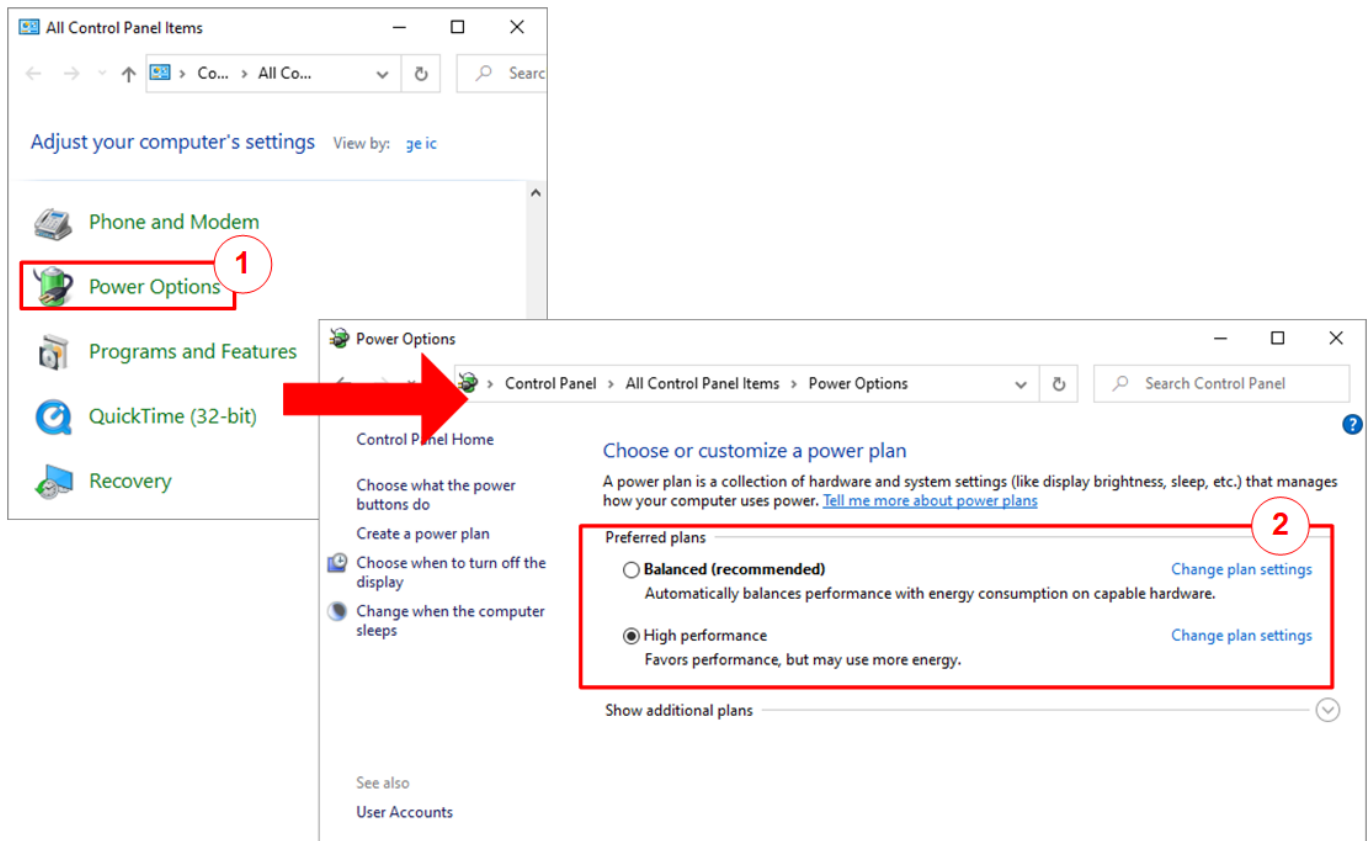 All Control Panel Items
Co... › All Co...
Searc
Adjust your computer's settings View by: ge ic
Phone and Modem
1
Power Options
Programs and Features
QuickTime (32-bit)
Recovery
Power Options
Control Panel › All Control Panel Items › Power Options
Search Control Panel
?
Control Panel Home
Choose what the power
buttons do
Create a power plan
Choose when to turn off the
display
Change when the computer
sleeps
See also
User Accounts
Choose or customize a power plan
A power plan is a collection of hardware and system settings (like display brightness, sleep, etc.) that manages
how your computer uses power. Tell me more about power plans
2
Preferred plans
Balanced (recommended) Change plan settings
Automatically balances performance with energy consumption on capable hardware.
High performance Change plan settings
Favors performance, but may use more energy.
Show additional plans